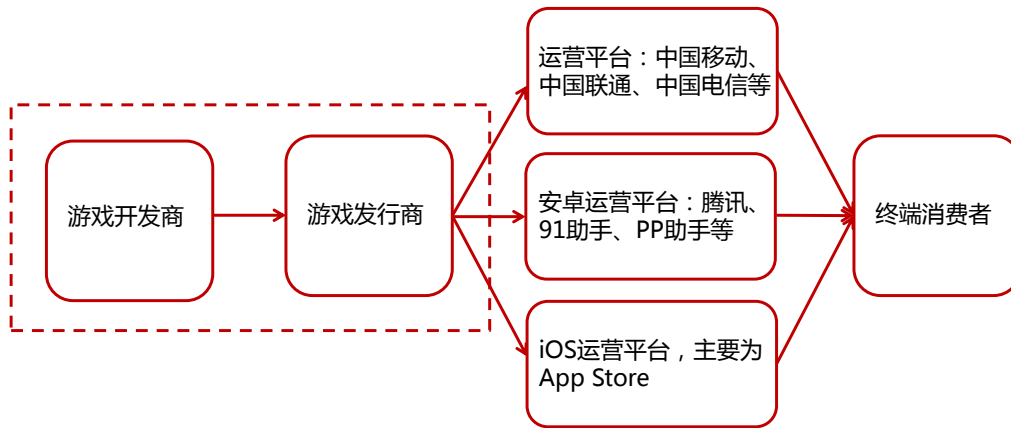 游戏开发商
游戏发行商
运营平台：中国移动、
中国联通、中国电信等
安卓运营平台：腾讯、
91助手、PP助手等
iOS运营平台，主要为
App Store
终端消费者